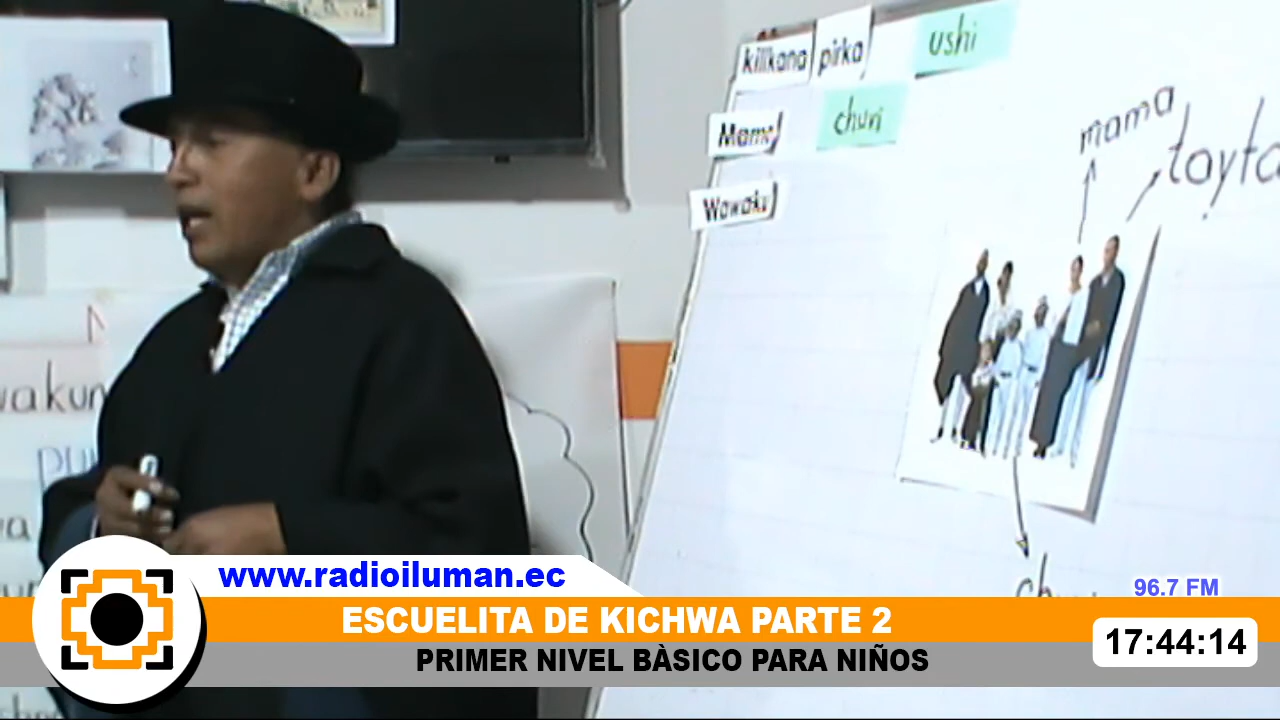 killkana pirka
ushi
Mama
churi
Wawaku
mama
tayta
www.radioiluman.ec
96.7 FM
ESCUELITA DE KICHWA PARTE 2
17:44:14
PRIMER NIVEL BÀSICO PARA NIÑOS